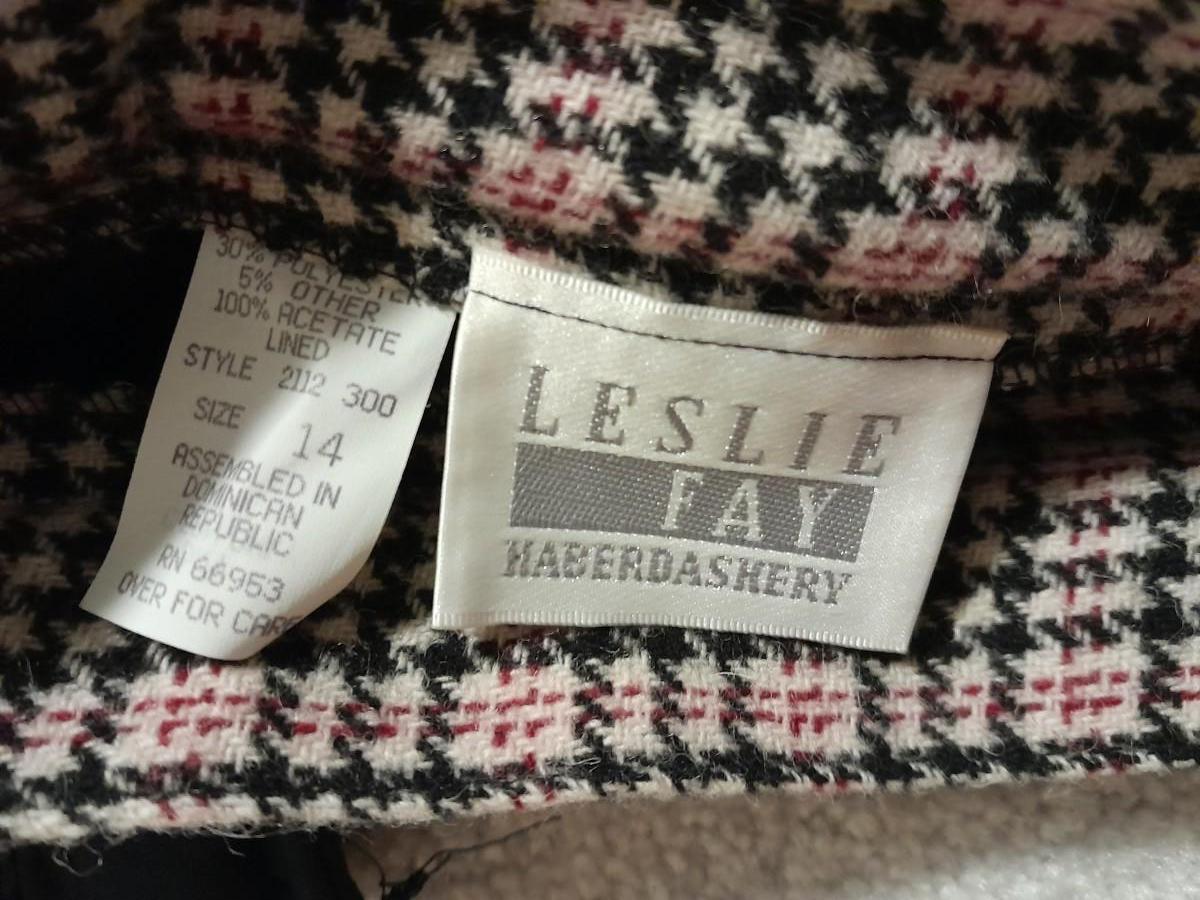 30% POLYESTER
5% OTHER
100% ACETATE
LINED
STYLE 2112 300
SIZE 14
ASSEMBLED IN
DOMINICAN
REPUBLIC
RN 66953
OVER FOR CARE
LESLIE
FAY
HABERDASHERY